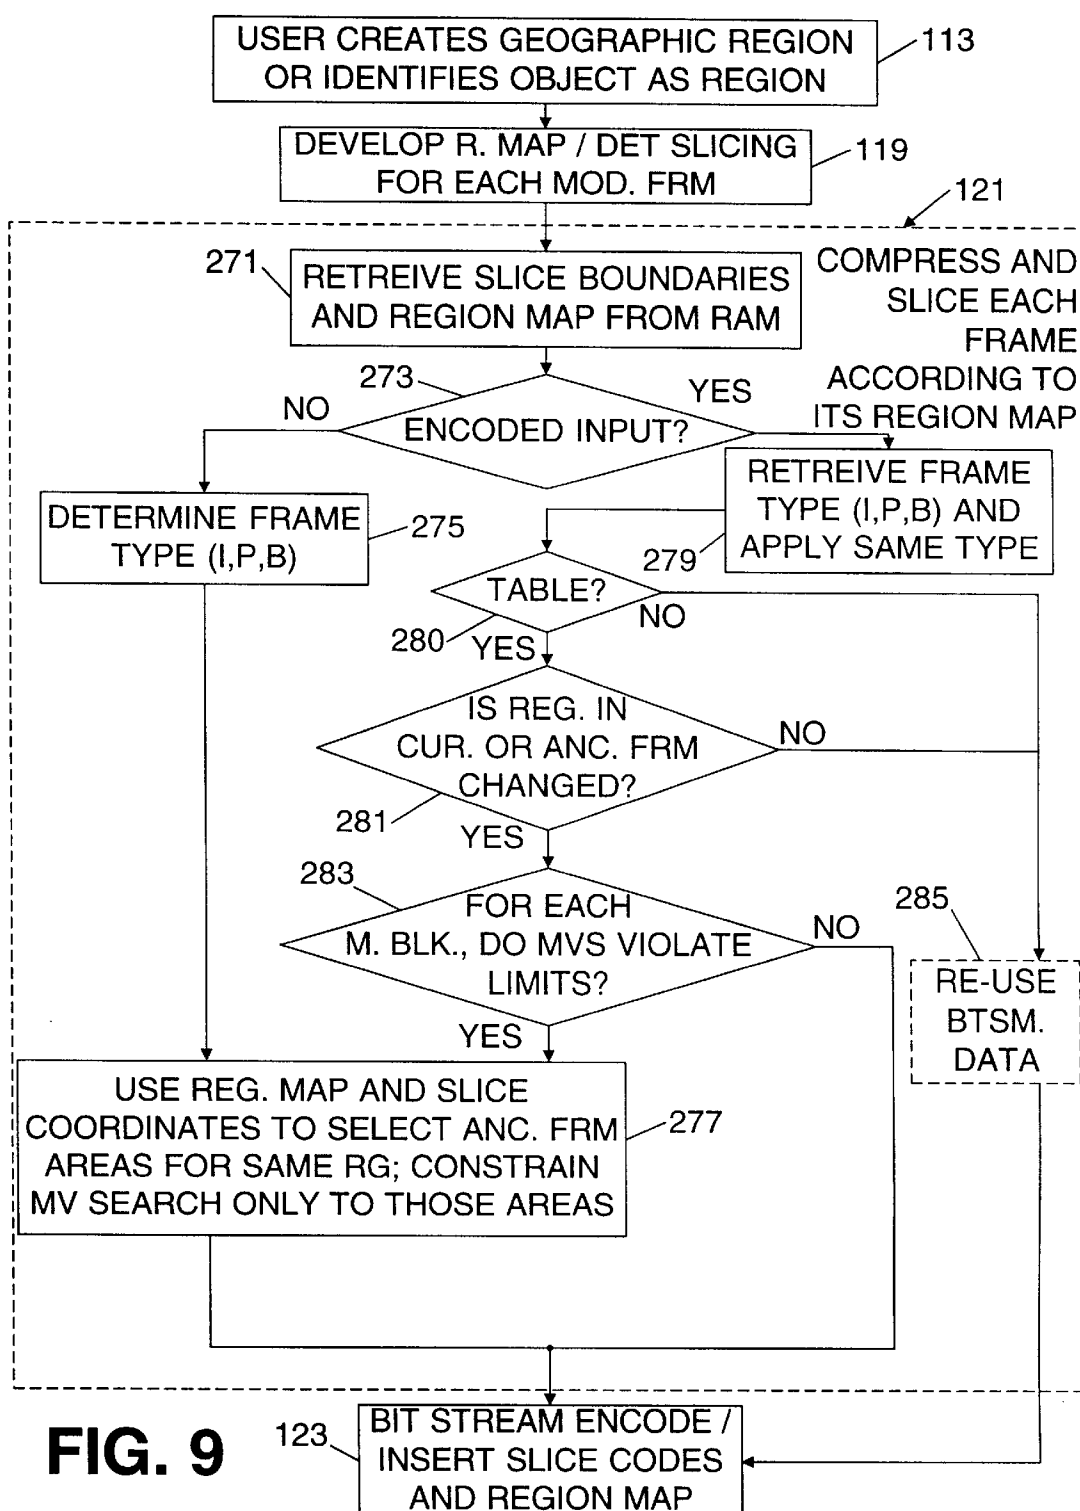 USER CREATES GEOGRAPHIC REGION
OR IDENTIFIES OBJECT AS REGION
113
DEVELOP R. MAP / DET SLICING
FOR EACH MOD. FRM
119
121
271
RETREIVE SLICE BOUNDARIES
AND REGION MAP FROM RAM
COMPRESS AND
SLICE EACH
FRAME
ACCORDING TO
ITS REGION MAP
273
NO
YES
ENCODED INPUT?
DETERMINE FRAME
TYPE (I,P,B)
275
RETREIVE FRAME
TYPE (I,P,B) AND
APPLY SAME TYPE
279
TABLE?
280
NO
YES
IS REG. IN
CUR. OR ANC. FRM
CHANGED?
NO
281
YES
283
FOR EACH
M. BLK., DO MVS VIOLATE
LIMITS?
NO
YES
285
RE-USE
BTSM.
DATA
USE REG. MAP AND SLICE
COORDINATES TO SELECT ANC. FRM
AREAS FOR SAME RG; CONSTRAIN
MV SEARCH ONLY TO THOSE AREAS
277
FIG. 9
123
BIT STREAM ENCODE /
INSERT SLICE CODES
AND REGION MAP